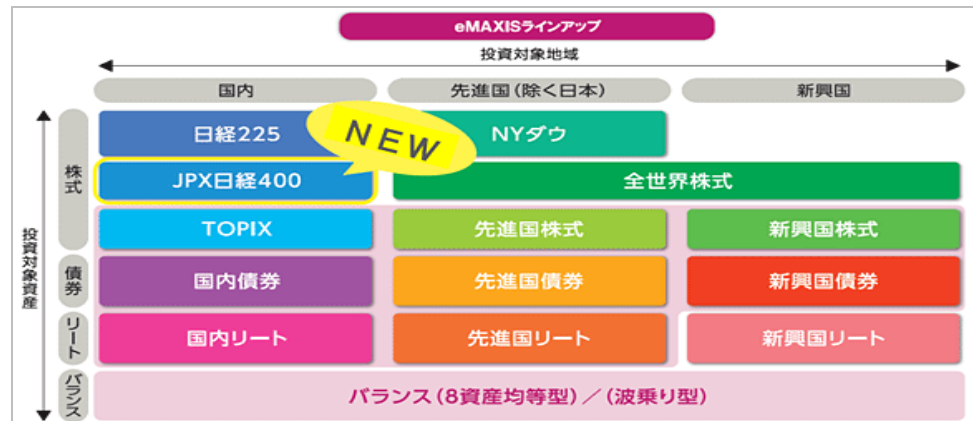 eMAXISラインアップ
投資対象地域
国内
先進国(除く日本)
新興国
投資対象資産
株式
日経225
NYダウ
NEW
JPX日経400
全世界株式
TOPIX
先進国株式
新興国株式
債券
国内債券
先進国債券
新興国債券
リート
国内リート
先進国リート
新興国リート
バランス
バランス(8資産均等型)/(波乗り型)